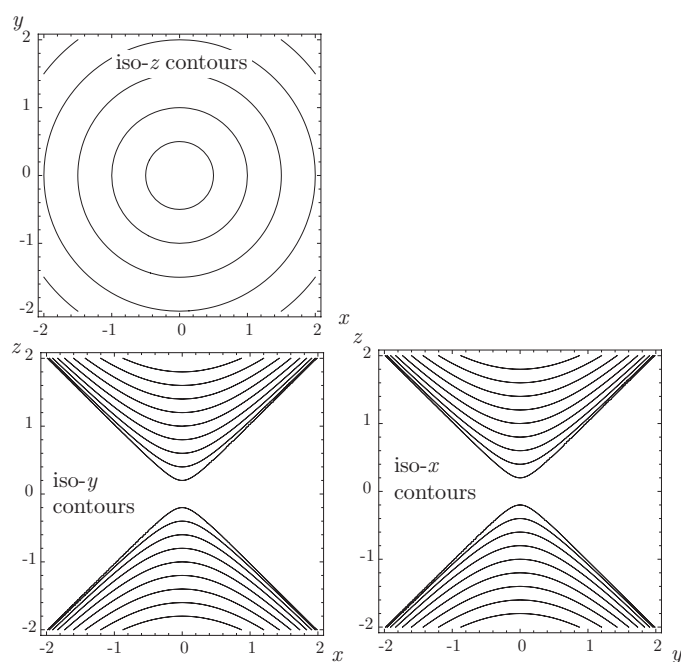 y
2
iso-z contours
1
0
-1
-2
-2 -1 0 1 2 x
z
2
1
iso-y
contours
0
-1
-2
-2 -1 0 1 2 x
z
2
1
iso-x
contours
0
-1
-2
-2 -1 0 1 2 y